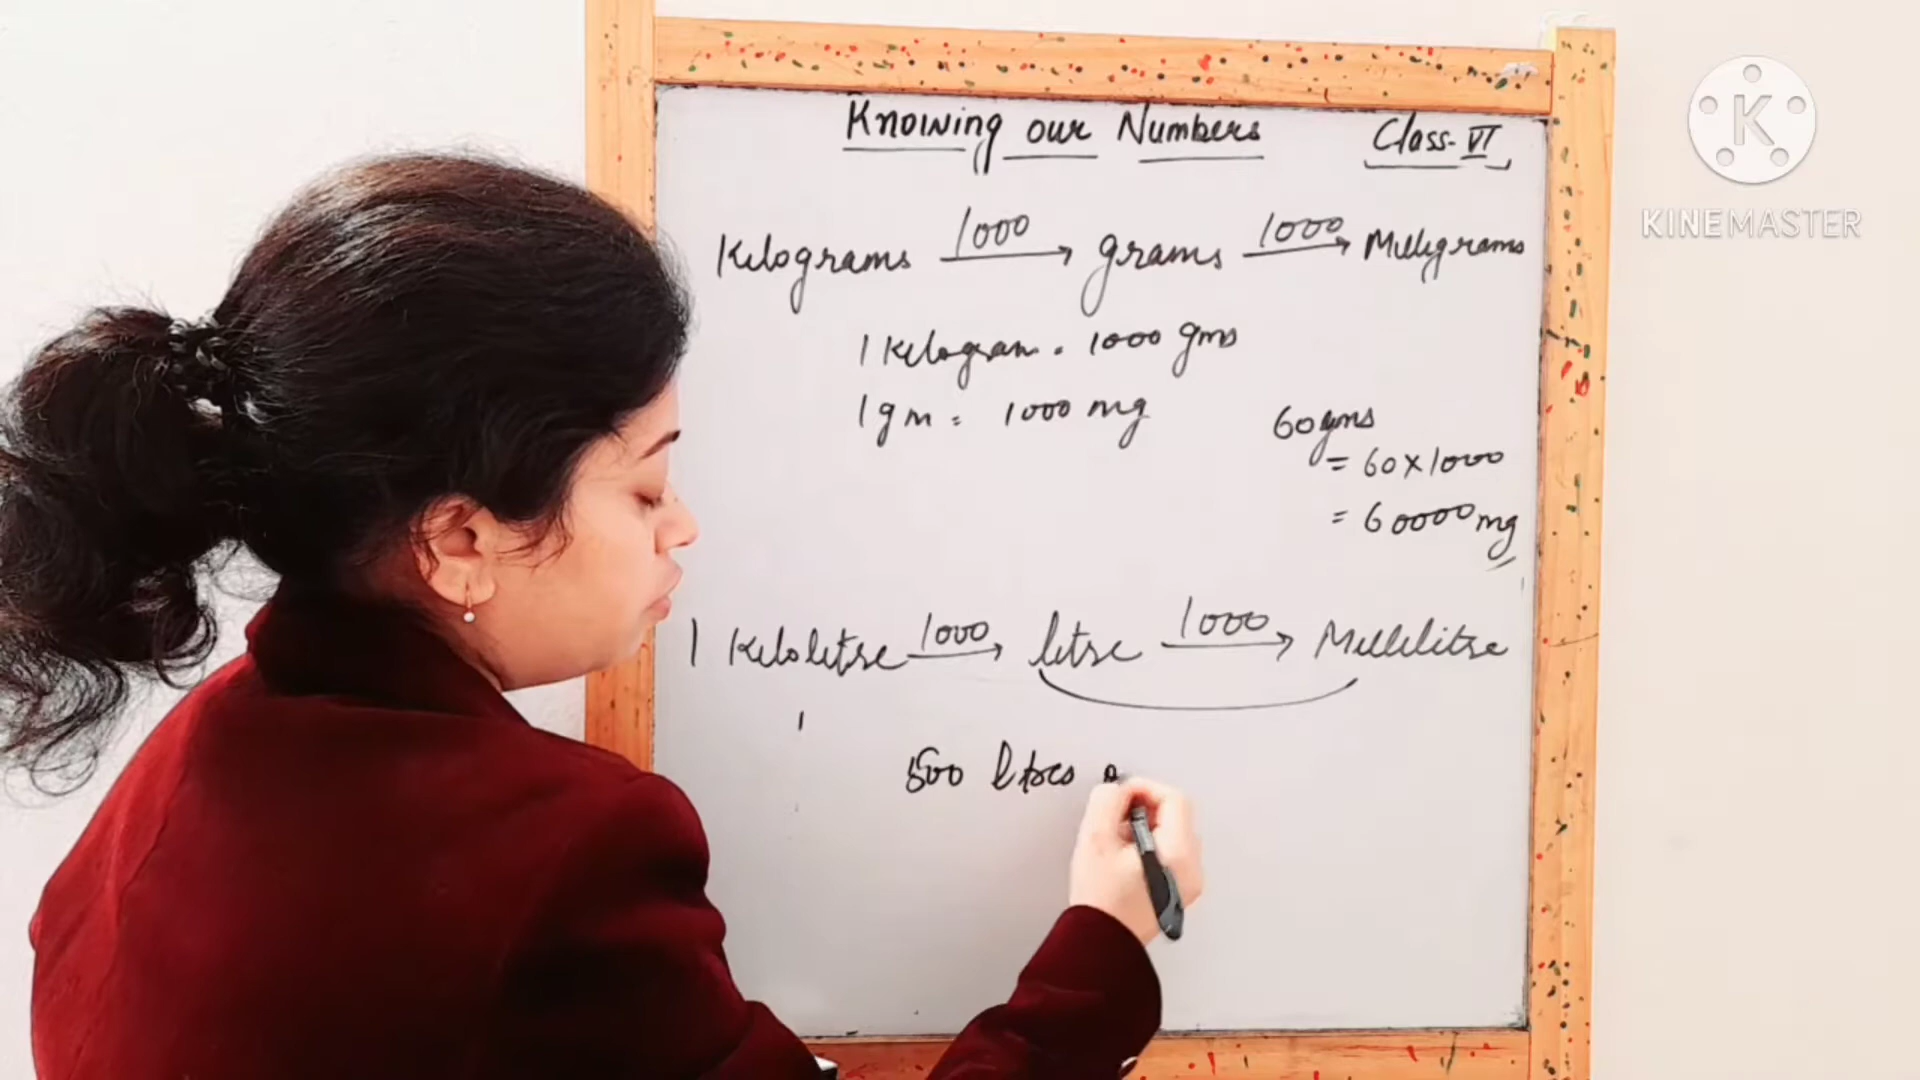 Knowing our Numbers Class-VI
K
KINEMASTER
Kilograms 1000 grams 1000 Milligrams
1 Kilogram = 1000 gms
1 gm = 1000 mg
60 gms
= 60 x 1000
= 60000 mg
1 Kilolitre 1000 litre 1000 Millilitre
500 litres